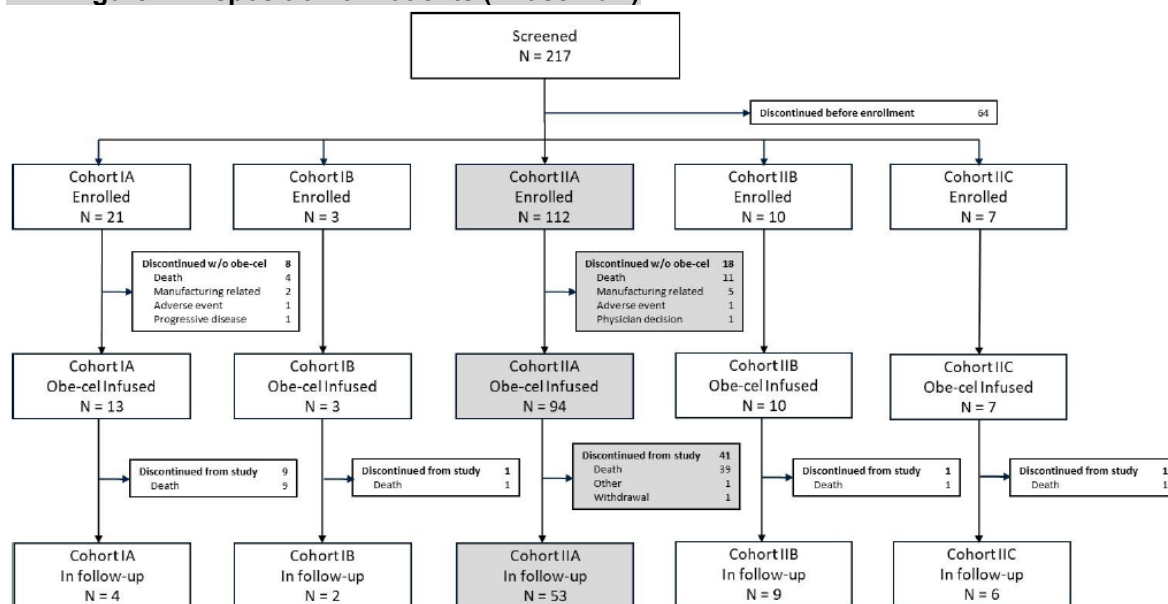 Screened
N = 217
Discontinued before enrollment 64
Cohort IA
Enrolled
N = 21
Cohort IB
Enrolled
N = 3
Cohort IIA
Enrolled
N = 112
Cohort IIB
Enrolled
N = 10
Cohort IIC
Enrolled
N = 7
Discontinued w/o obe-cel 8
Death 4
Manufacturing related 2
Adverse event 1
Progressive disease 1
Discontinued w/o obe-cel 18
Death 11
Manufacturing related 5
Adverse event 1
Physician decision 1
Cohort IA
Obe-cel Infused
N = 13
Cohort IB
Obe-cel Infused
N = 3
Cohort IIA
Obe-cel Infused
N = 94
Cohort IIB
Obe-cel Infused
N = 10
Cohort IIC
Obe-cel Infused
N = 7
Discontinued from study 9
Death 9
Discontinued from study 1
Death 1
Discontinued from study 41
Death 39
Other 1
Withdrawal 1
Discontinued from study 1
Death 1
Discontinued from study 1
Death 1
Cohort IA
In follow-up
N = 4
Cohort IB
In follow-up
N = 2
Cohort IIA
In follow-up
N = 53
Cohort IIB
In follow-up
N = 9
Cohort IIC
In follow-up
N = 6